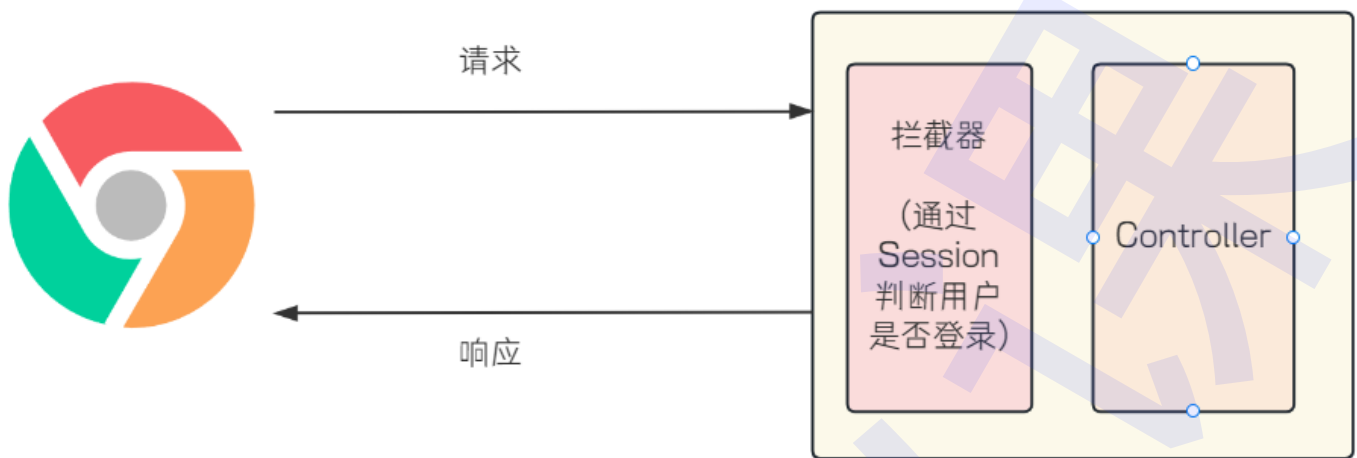 请求
响应
拦截器
（通过
Session
判断用户
是否登录）
Controller